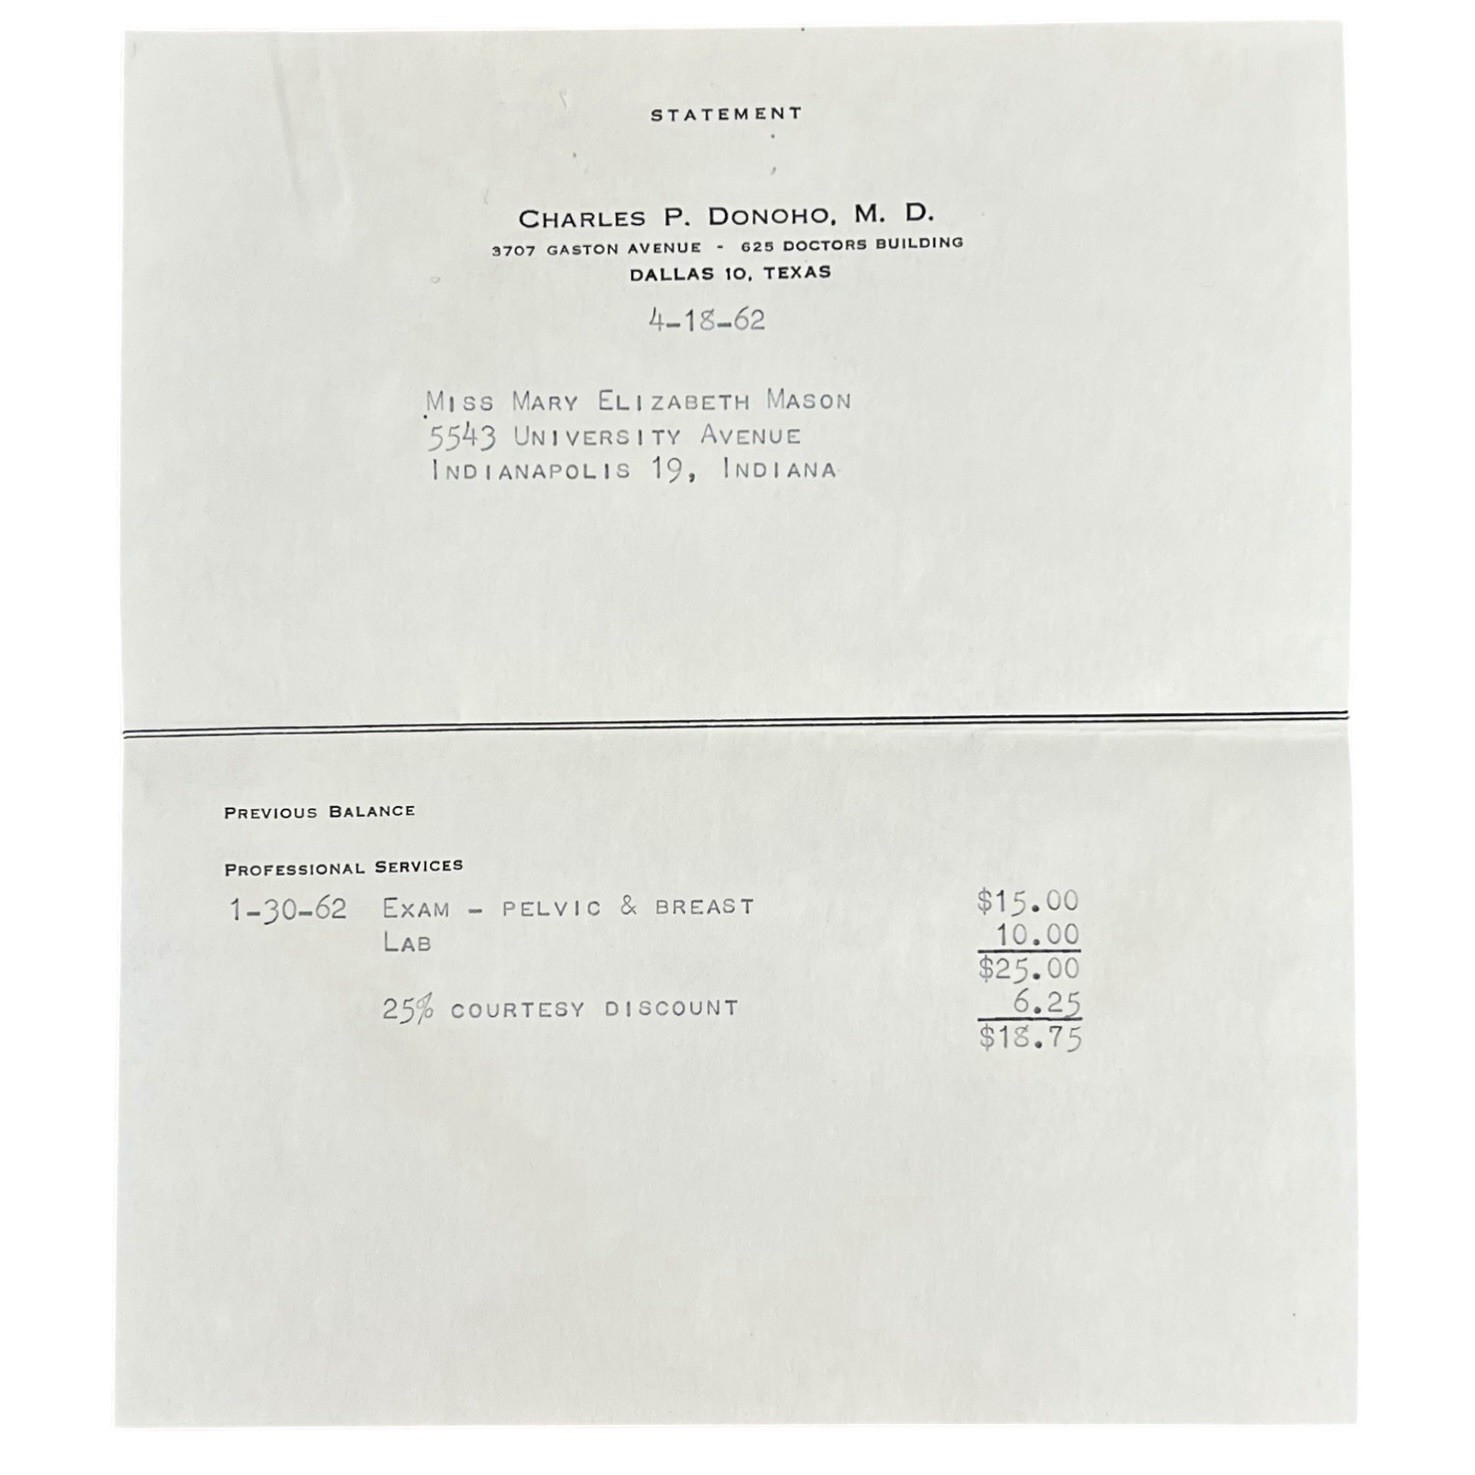 STATEMENT
CHARLES P. DONOHO, M. D.
3707 GASTON AVENUE - 625 DOCTORS BUILDING
DALLAS 10, TEXAS
4-18-62
MISS MARY ELIZABETH MASON
5543 UNIVERSITY AVENUE
INDIANAPOLIS 19, INDIANA
PREVIOUS BALANCE
PROFESSIONAL SERVICES
1-30-62 EXAM - PELVIC & BREAST $15.00
LAB 10.00
$25.00
25% COURTESY DISCOUNT 6.25
$18.75